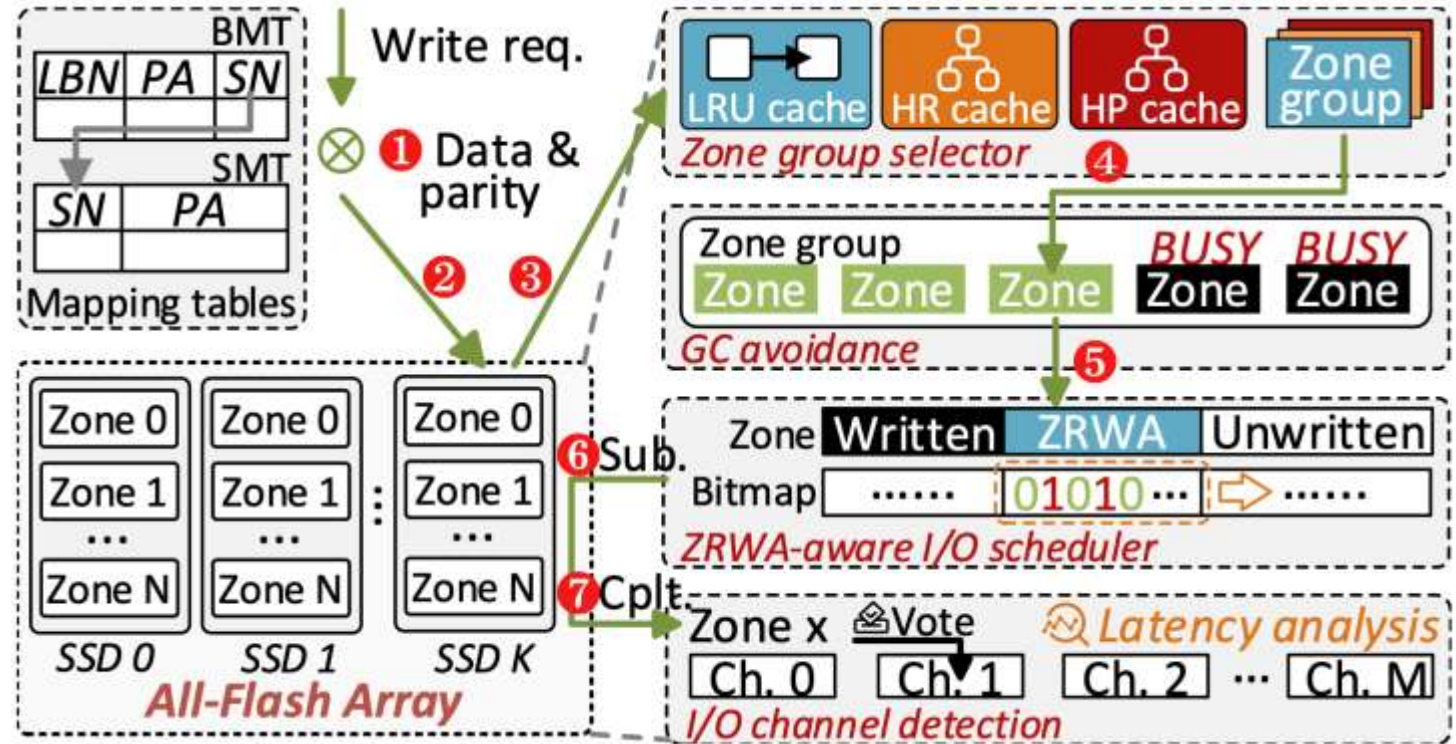 BMT
LBN PA SN
SMT
SN PA
Mapping tables
Write req.
1 Data &
parity
2
3
LRU cache HR cache HP cache Zone
group
Zone group selector 4
Zone group BUSY BUSY
Zone Zone Zone Zone Zone
GC avoidance 5
Zone Written ZRWA Unwritten
Bitmap ...... 01010... ......
ZRWA-aware I/O scheduler
6 Sub.
7 Cplt.
Zone x Vote Latency analysis
Ch. 0 Ch. 1 Ch. 2 ... Ch. M
I/O channel detection
Zone 0 Zone 0 Zone 0
Zone 1 Zone 1 : Zone 1
... ... ...
Zone N Zone N Zone N
SSD 0 SSD 1 SSD K
All-Flash Array